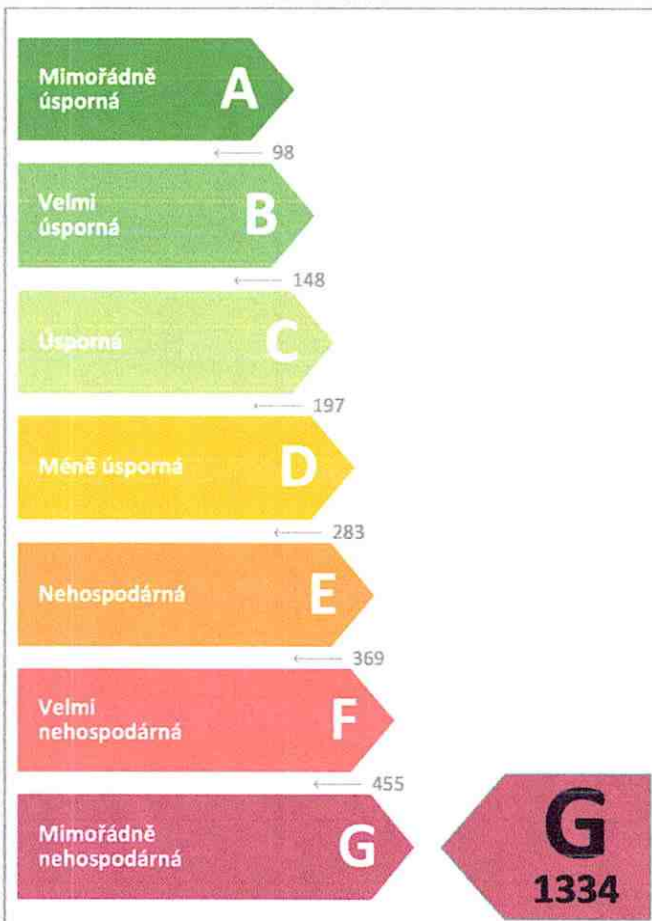 Mimořádně
úsporná
A
98
Velmi
úsporná
B
148
Úsporná
C
197
Méně úsporná
D
283
Nehospodárná
E
369
Velmi
nehospodárná
F
455
Mimořádně
nehospodárná
G
G
1334